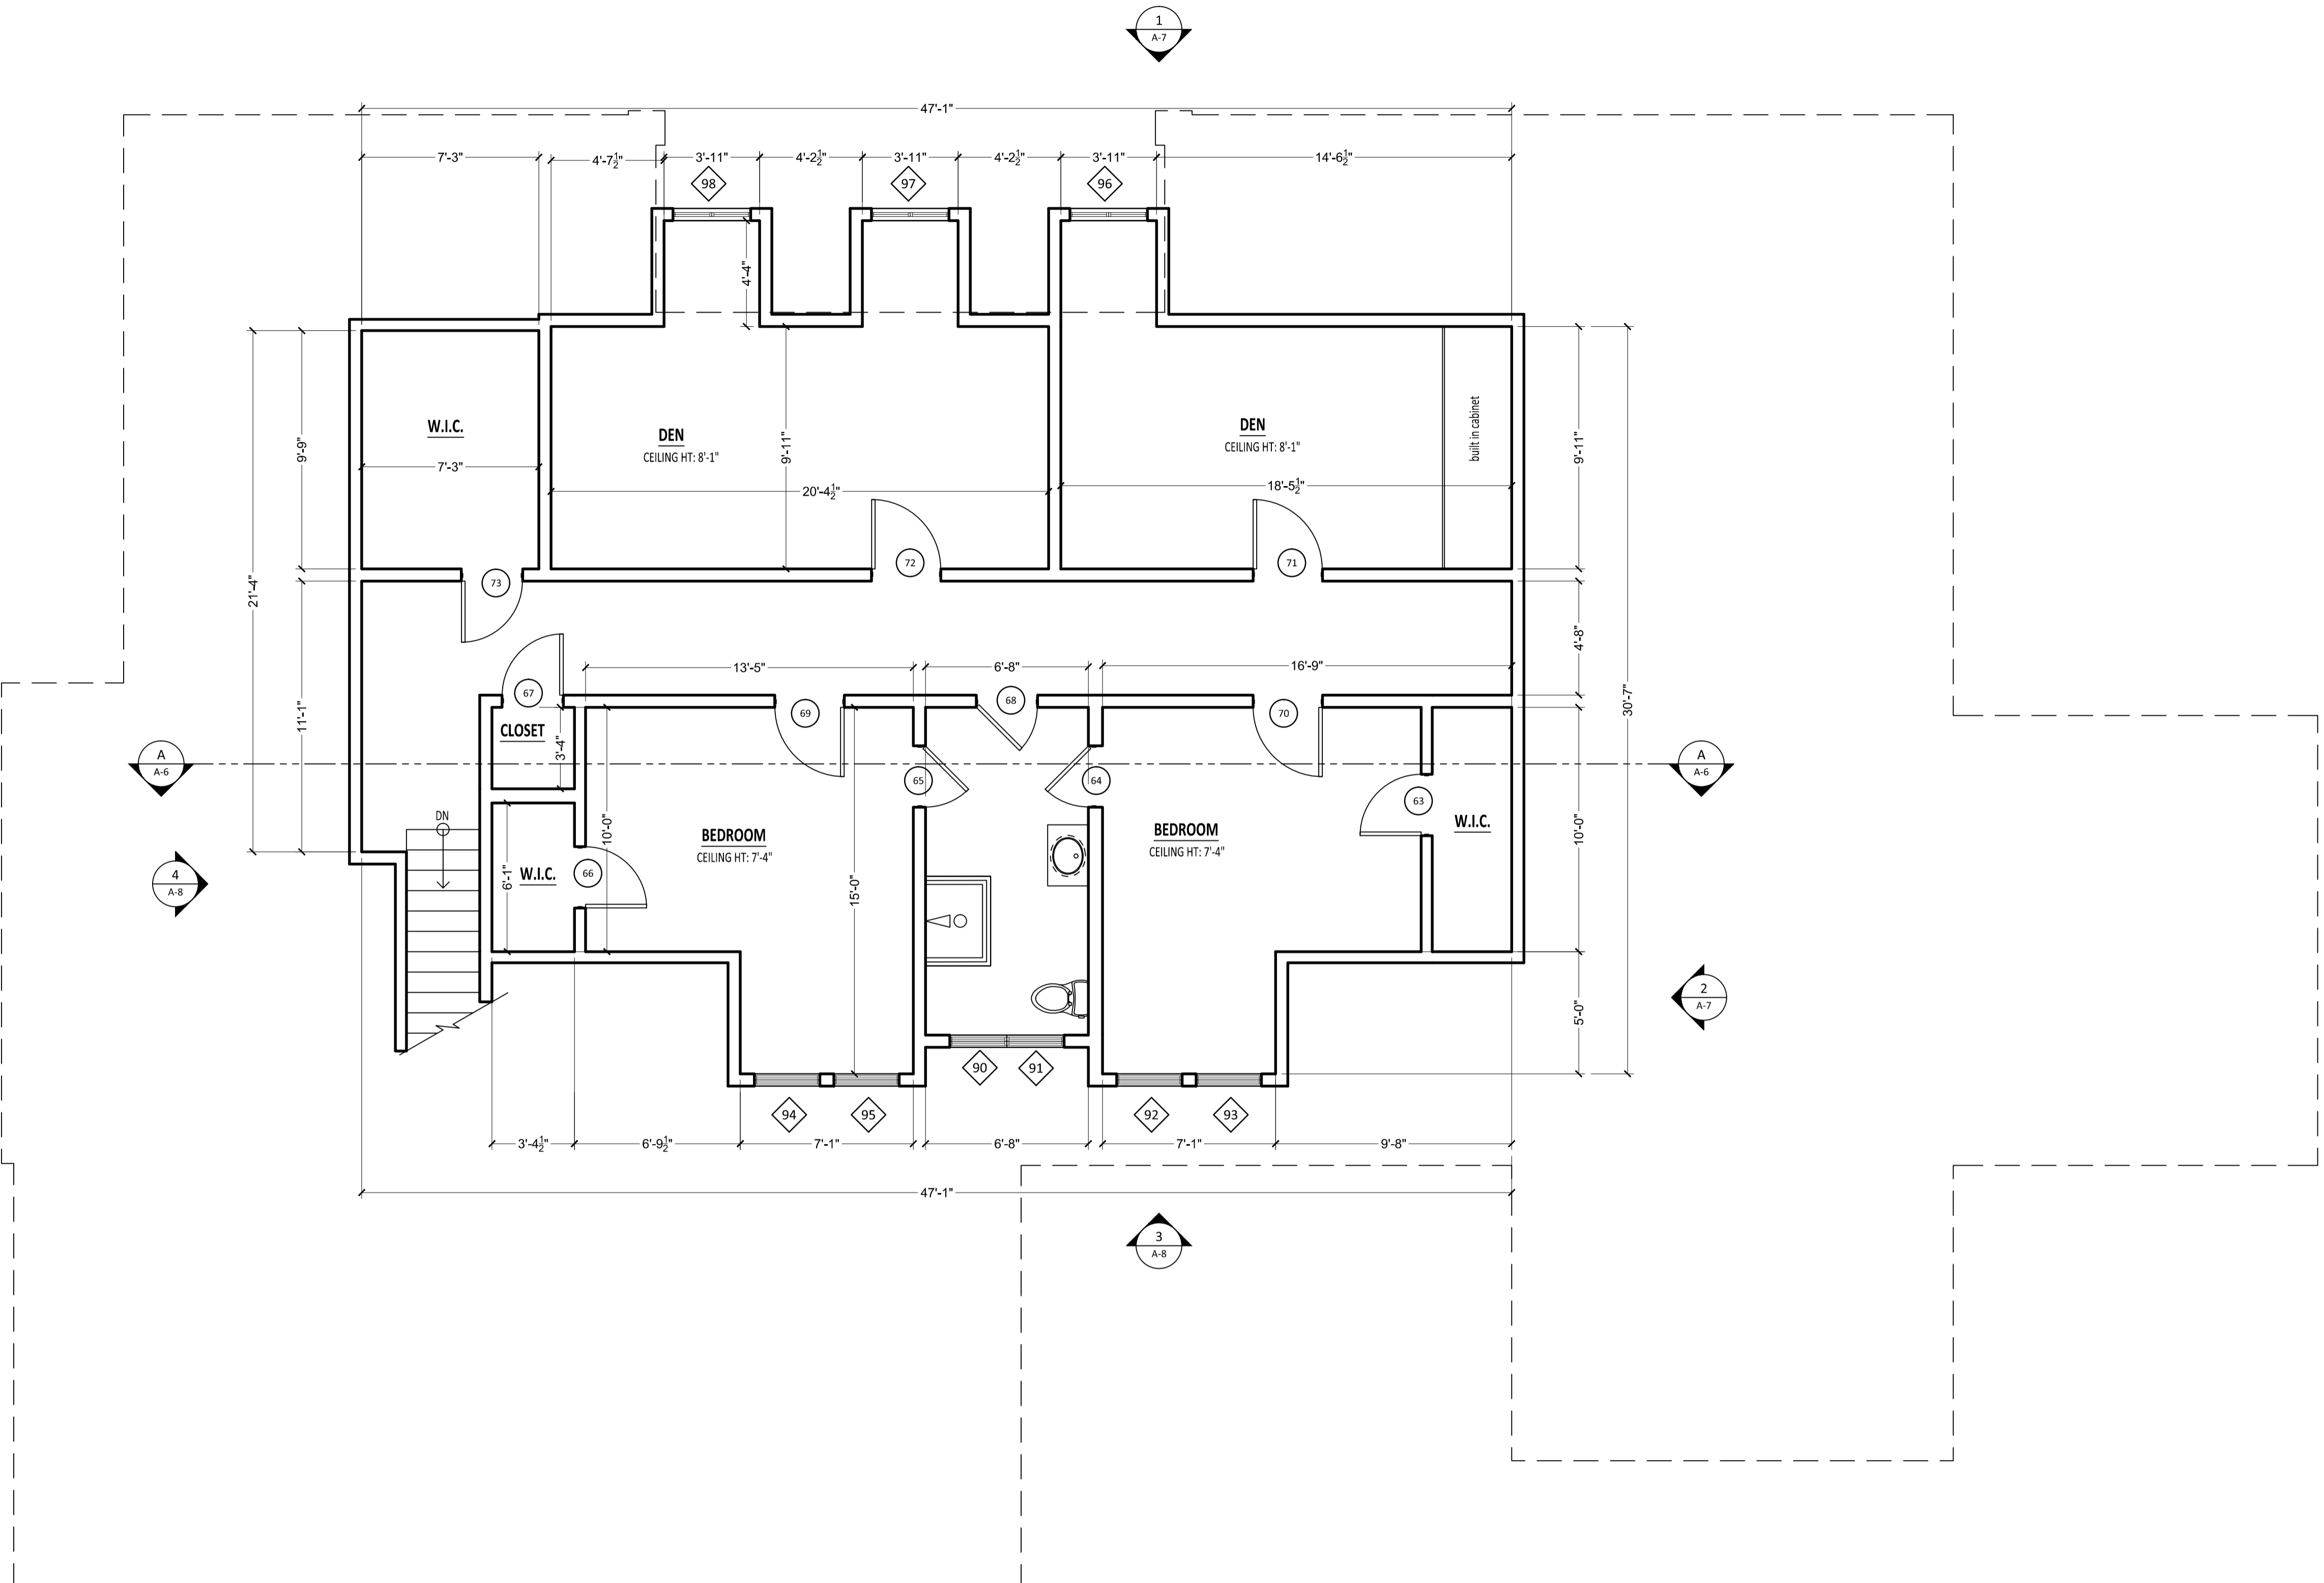 1
A-7
47'-1"
7'-3"
4'-7½"
3'-11"
4'-2½"
3'-11"
4'-2½"
3'-11"
14'-6½"
98
97
96
4'-4"
W.I.C.
7'-3"
9'-9"
21'-4"
11'-1"
DEN
CEILING HT: 8'-1"
9'-11"
20'-4½"
DEN
CEILING HT: 8'-1"
18'-5½"
built in cabinet
9'-11"
4'-8"
30'-7"
10'-0"
5'-0"
73
72
71
13'-5"
6'-8"
16'-9"
67
69
68
70
CLOSET
3'-4"
A
A-6
65
64
63
A
A-6
DN
4
A-8
6'-1"
W.I.C.
66
10'-0"
BEDROOM
CEILING HT: 7'-4"
15'-0"
BEDROOM
CEILING HT: 7'-4"
W.I.C.
2
A-7
90
91
94
95
92
93
3'-4½"
6'-9½"
7'-1"
6'-8"
7'-1"
9'-8"
47'-1"
3
A-8